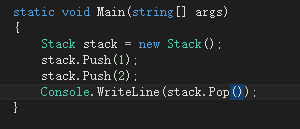 static void Main(string[] args)
{
    Stack stack = new Stack();
    stack.Push(1);
    stack.Push(2);
    Console.WriteLine(stack.Pop());
}